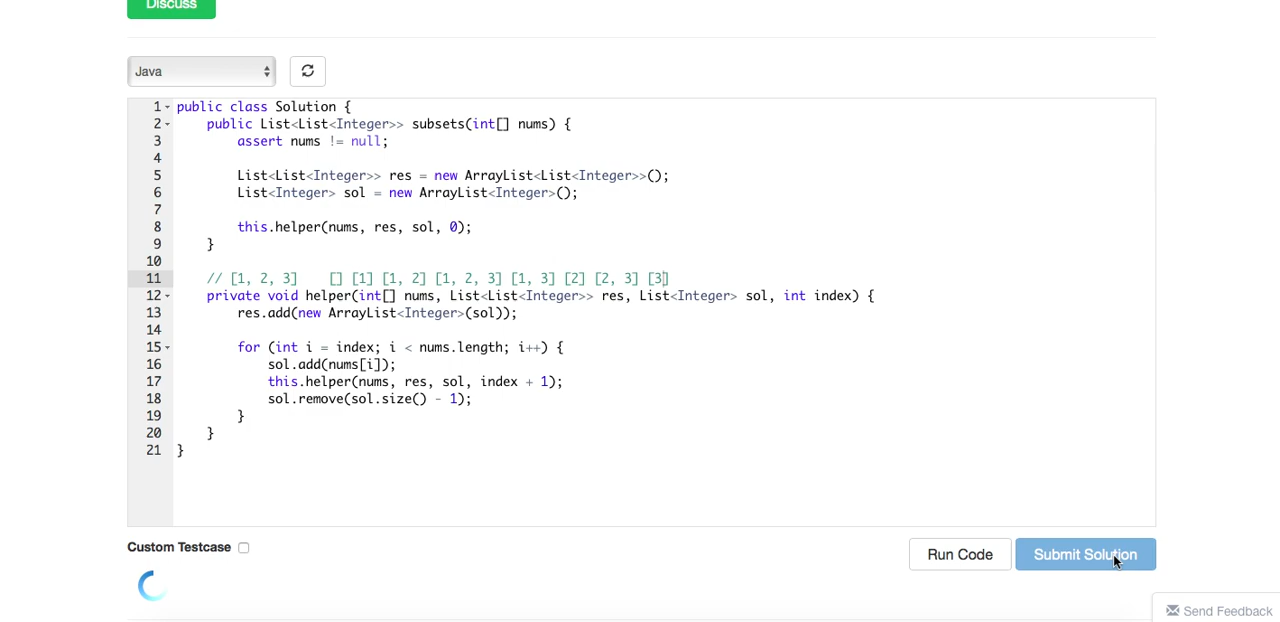 Discuss
Java
1 public class Solution {
2 public List<List<Integer>> subsets(int[] nums) {
3 assert nums != null;
4
5 List<List<Integer>> res = new ArrayList<List<Integer>>();
6 List<Integer> sol = new ArrayList<Integer>();
7
8 this.helper(nums, res, sol, 0);
9 }
10
11 // [1, 2, 3] [] [1] [1, 2] [1, 2, 3] [1, 3] [2] [2, 3] [3]
12 private void helper(int[] nums, List<List<Integer>> res, List<Integer> sol, int index) {
13 res.add(new ArrayList<Integer>(sol));
14
15 for (int i = index; i < nums.length; i++) {
16 sol.add(nums[i]);
17 this.helper(nums, res, sol, index + 1);
18 sol.remove(sol.size() - 1);
19 }
20 }
21 }
Custom Testcase
Run Code
Submit Solution
Send Feedback